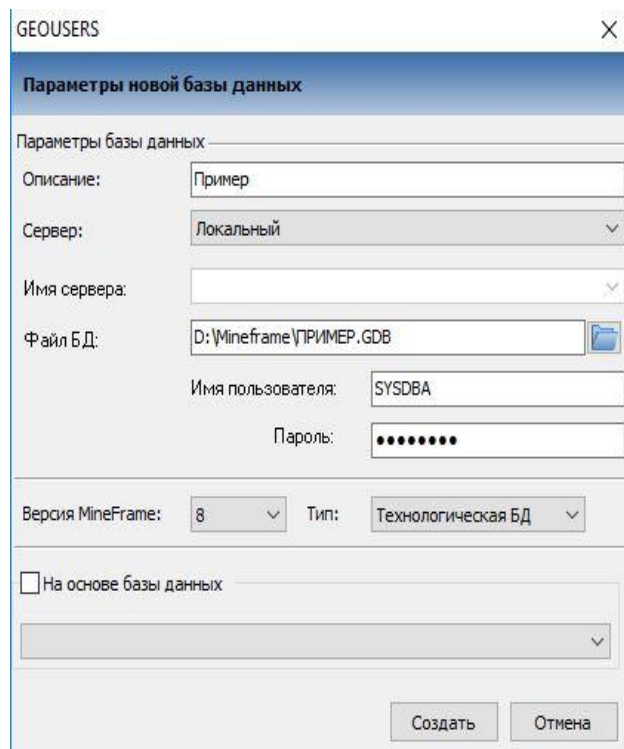 GEOUSERS
Параметры новой базы данных
Параметры базы данных
Описание: Пример
Сервер: Локальный
Имя сервера:
Файл БД: D:\Mineframe\ПРИМЕР.GDB
Имя пользователя: SYSDBA
Пароль: ●●●●●●●●
Версия MineFrame: 8 Тип: Технологическая БД
На основе базы данных
Создать Отмена